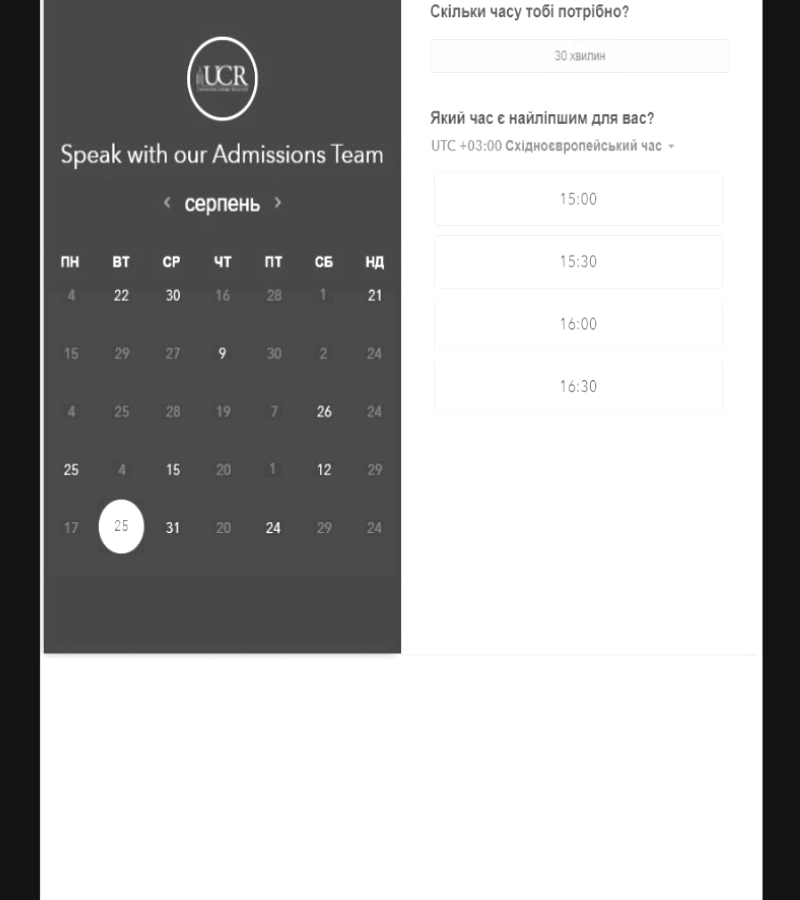 UCR
Speak with our Admissions Team
< серпень >
ПН ВТ СР ЧТ ПТ СБ НД
4 22 30 16 28 1 21
15 29 27 9 30 2 24
4 25 28 19 7 26 24
25 4 15 20 1 12 29
17 25 31 20 24 29 24
Скільки часу тобі потрібно?
30 хвилин
Який час є найліпшим для вас?
UTC +03:00 Східноєвропейський час
15:00
15:30
16:00
16:30